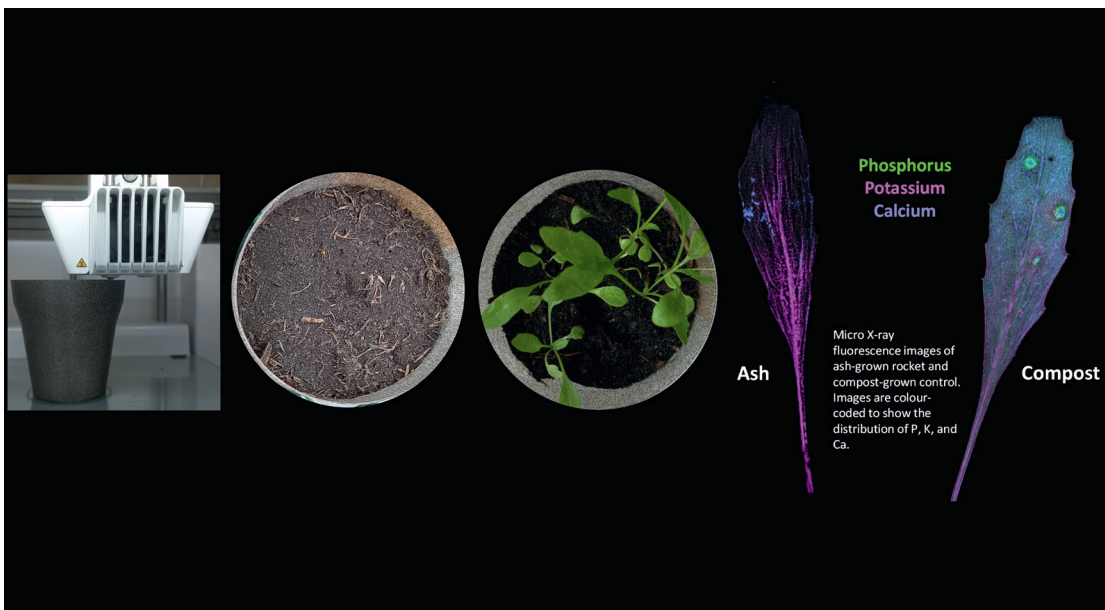 Phosphorus
Potassium
Calcium
Ash
Micro X-ray
fluorescence images of
ash-grown rocket and
compost-grown control.
Images are colour-
coded to show the
distribution of P, K, and
Ca.
Compost